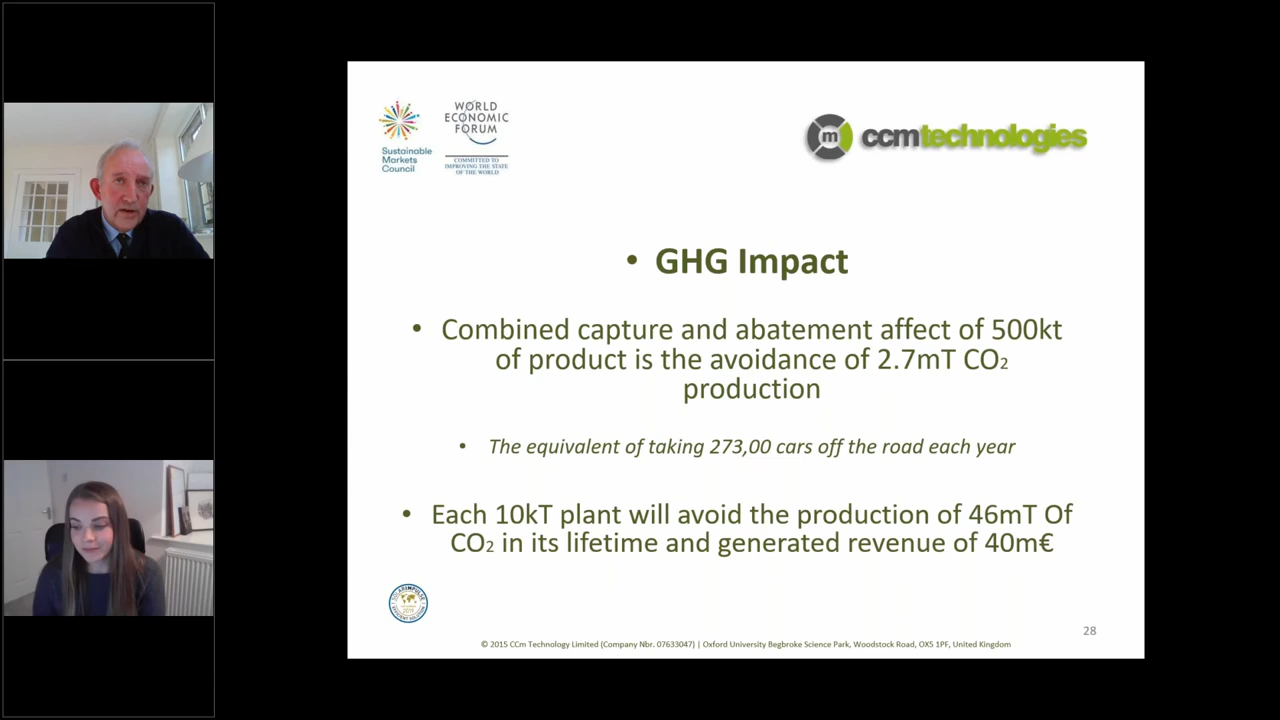 WORLD
ECONOMIC
FORUM
Sustainable
Markets
Council
COMMITTED TO
IMPROVING THE STATE
OF THE WORLD
m ccmtechnologies
• GHG Impact
• Combined capture and abatement affect of 500kt
of product is the avoidance of 2.7mT CO₂
production
• The equivalent of taking 273,00 cars off the road each year
• Each 10kT plant will avoid the production of 46mT Of
CO₂ in its lifetime and generated revenue of 40m€
SOLARIMPULSE
EFFICIENT SOLUTION
28
© 2015 CCm Technology Limited (Company Nbr. 07633047) | Oxford University Begbroke Science Park, Woodstock Road, OX5 1PF, United Kingdom